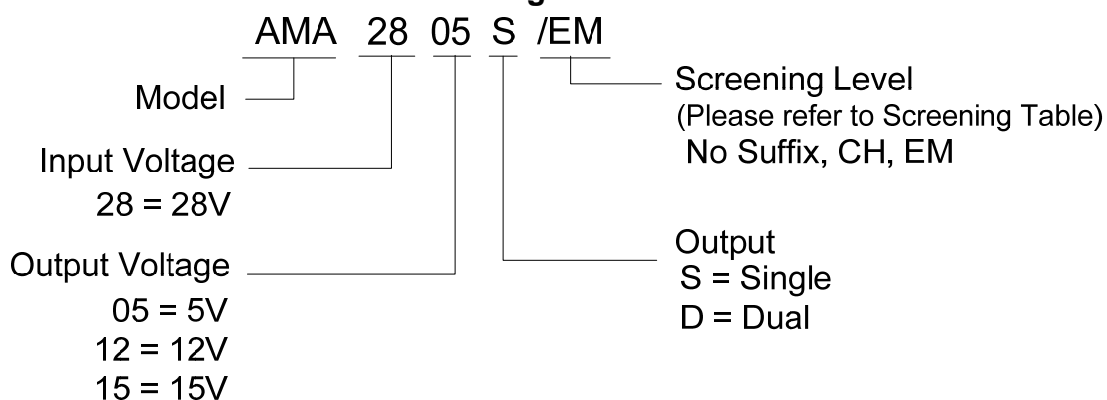 AMA 28 05 S /EM
Model
Input Voltage
28 = 28V
Output Voltage
05 = 5V
12 = 12V
15 = 15V
Screening Level
(Please refer to Screening Table)
No Suffix, CH, EM
Output
S = Single
D = Dual